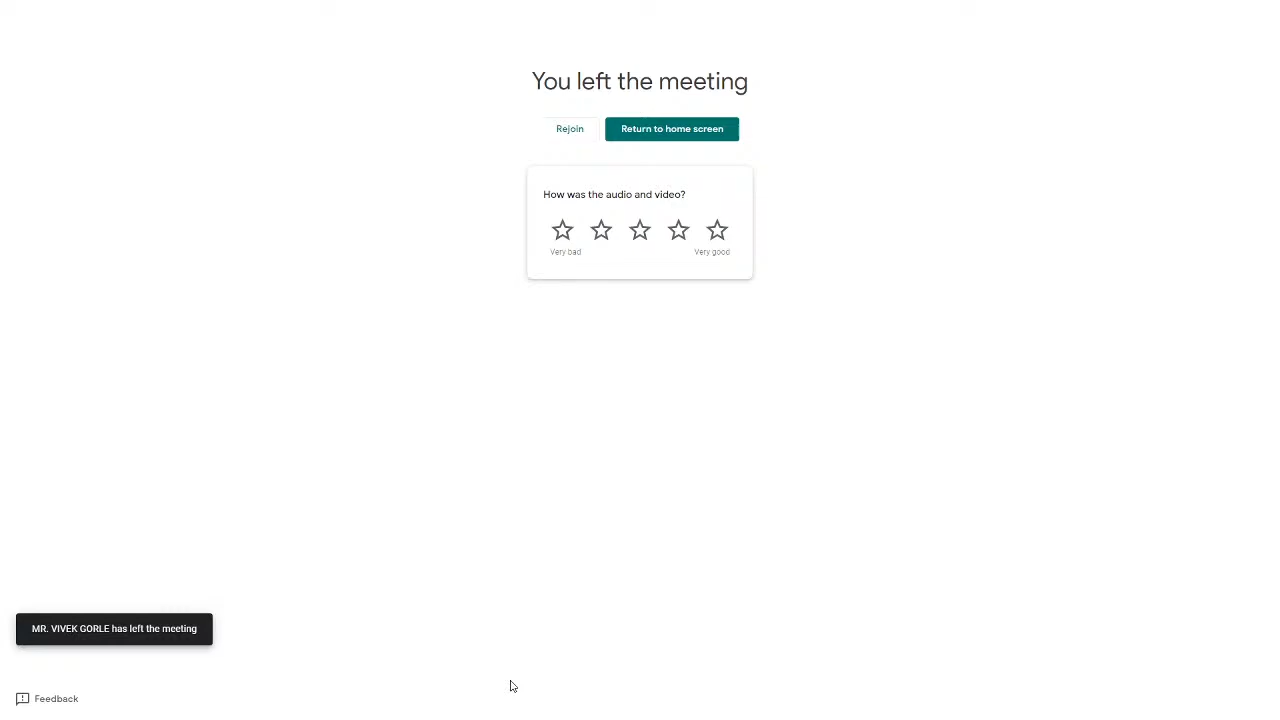 You left the meeting
Rejoin Return to home screen
How was the audio and video?
Very bad Very good
MR. VIVEK GORLE has left the meeting
Feedback